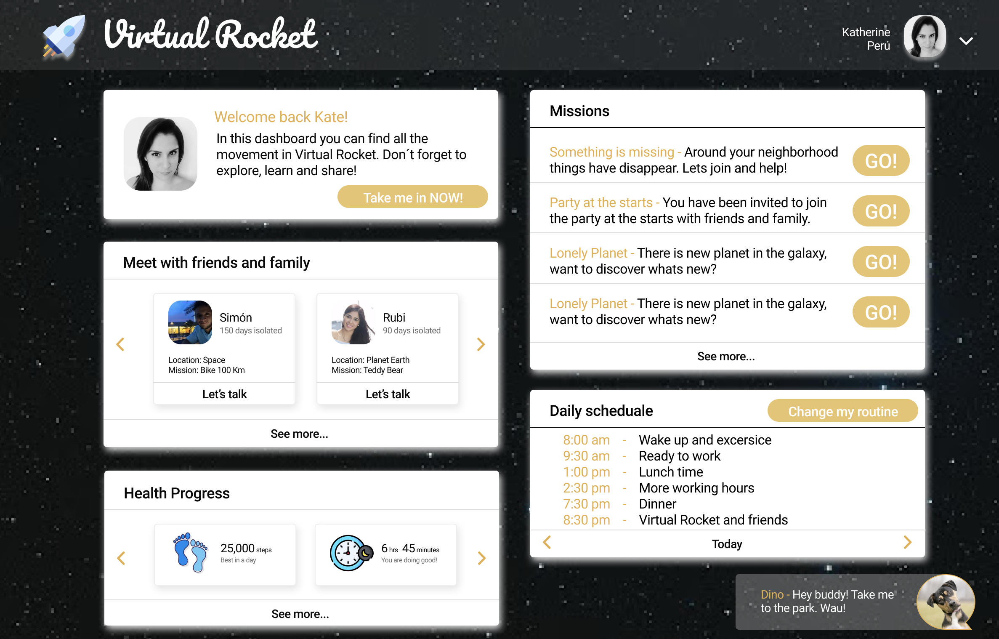 Virtual Rocket
Katherine
Perú
Welcome back Kate!
In this dashboard you can find all the
movement in Virtual Rocket. Don´t forget to
explore, learn and share!
Take me in NOW!
Meet with friends and family
Simón
150 days isolated
Location: Space
Mission: Bike 100 Km
Let’s talk
Rubi
90 days isolated
Location: Planet Earth
Mission: Teddy Bear
Let’s talk
See more...
Health Progress
25,000 steps
Best in a day
6 hrs 45 minutes
You are doing good!
See more...
Missions
Something is missing - Around your neighborhood
things have disappear. Lets join and help!
GO!
Party at the starts - You have been invited to join
the party at the starts with friends and family.
GO!
Lonely Planet - There is new planet in the galaxy,
want to discover whats new?
GO!
Lonely Planet - There is new planet in the galaxy,
want to discover whats new?
GO!
See more...
Daily scheduale
Change my routine
8:00 am - Wake up and excersice
9:30 am - Ready to work
1:00 pm - Lunch time
2:30 pm - More working hours
7:30 pm - Dinner
8:30 pm - Virtual Rocket and friends
Today
Dino - Hey buddy! Take me
to the park. Wau!